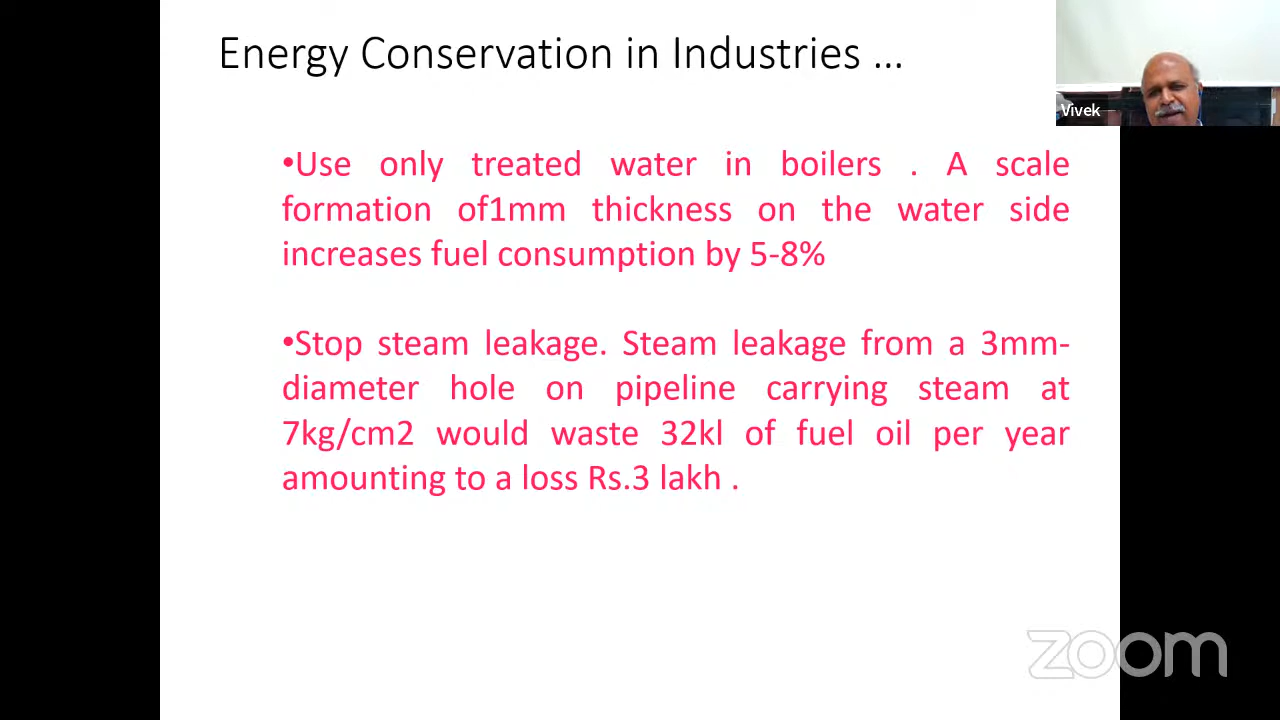 Energy Conservation in Industries ...
Vivek
•Use only treated water in boilers . A scale
formation of1mm thickness on the water side
increases fuel consumption by 5-8%
•Stop steam leakage. Steam leakage from a 3mm-
diameter hole on pipeline carrying steam at
7kg/cm2 would waste 32kl of fuel oil per year
amounting to a loss Rs.3 lakh .
zoom